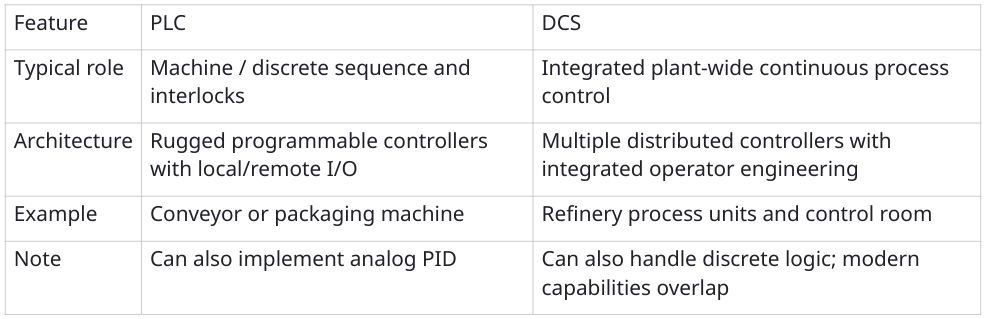 Feature PLC DCS
Typical role Machine / discrete sequence and interlocks Integrated plant-wide continuous process control
Architecture Rugged programmable controllers with local/remote I/O Multiple distributed controllers with integrated operator engineering
Example Conveyor or packaging machine Refinery process units and control room
Note Can also implement analog PID Can also handle discrete logic; modern capabilities overlap